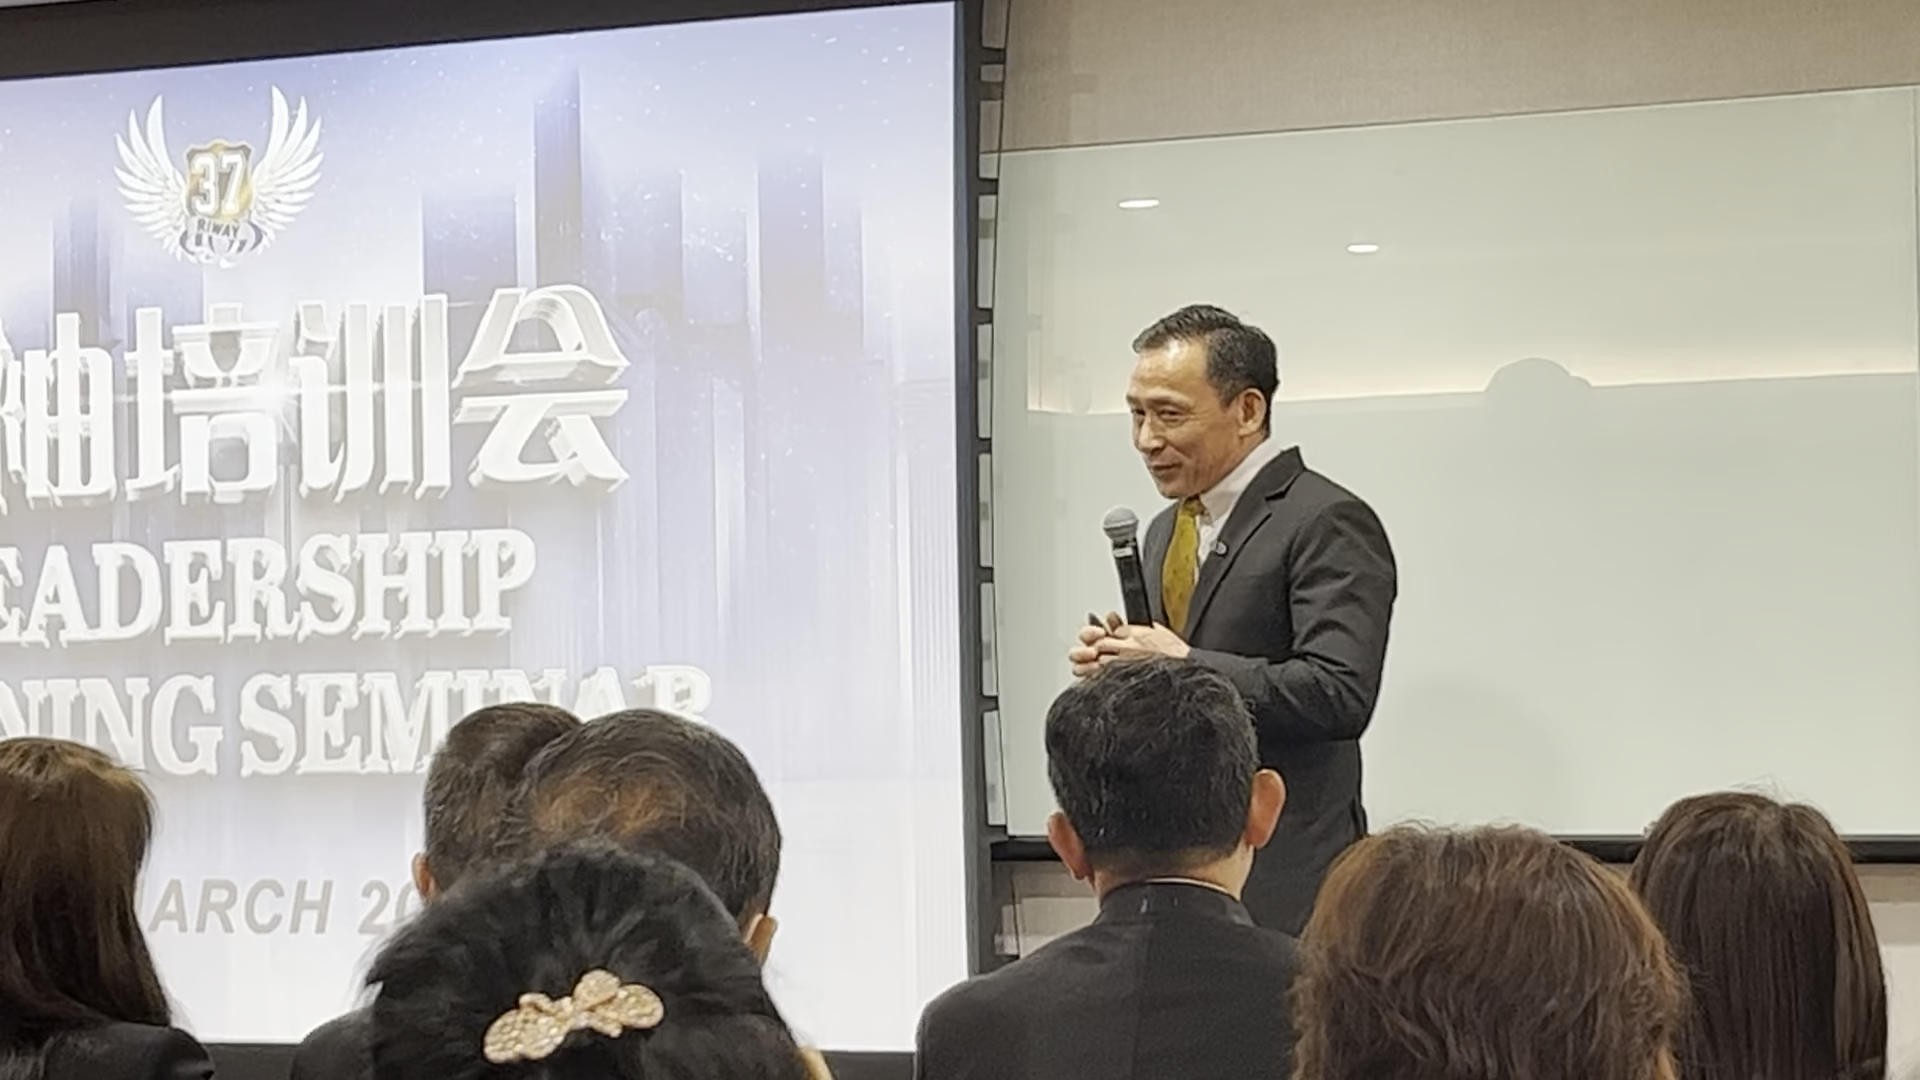 37
RIWAY
袖培训会
EADERSHIP
NING SEMINAR
ARCH 20